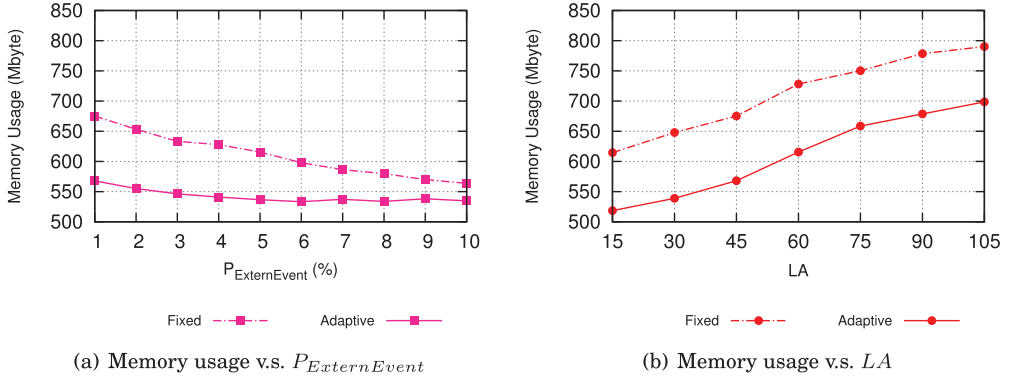 Memory Usage (Mbyte)
850
800
750
700
650
600
550
500
1 2 3 4 5 6 7 8 9 10
P_ExternEvent (%)
Fixed Adaptive
(a) Memory usage v.s. P_ExternEvent
Memory Usage (Mbyte)
850
800
750
700
650
600
550
500
15 30 45 60 75 90 105
LA
Fixed Adaptive
(b) Memory usage v.s. LA